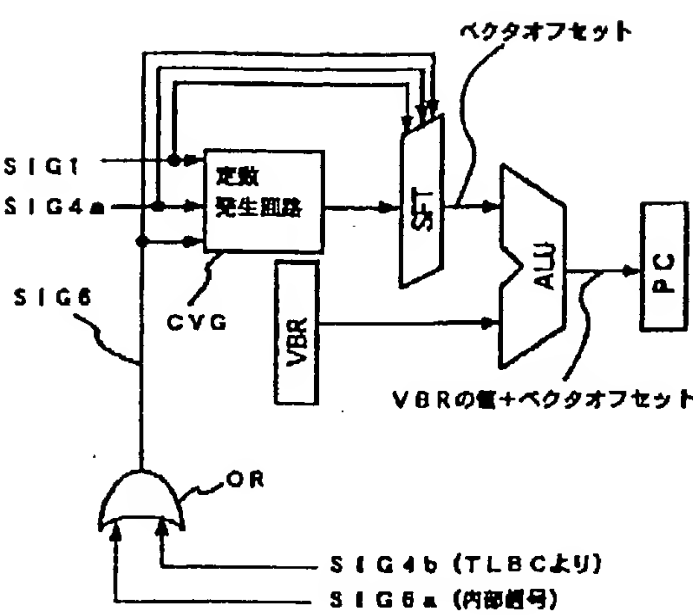 ベクタオフセット
SIG1
定数
発生回路
SIG4a
SFT
ALU
PC
SIG6
CVG
VBR
VBRの値+ベクタオフセット
OR
SIG4b (TLBCより)
SIG6a (内部信号)